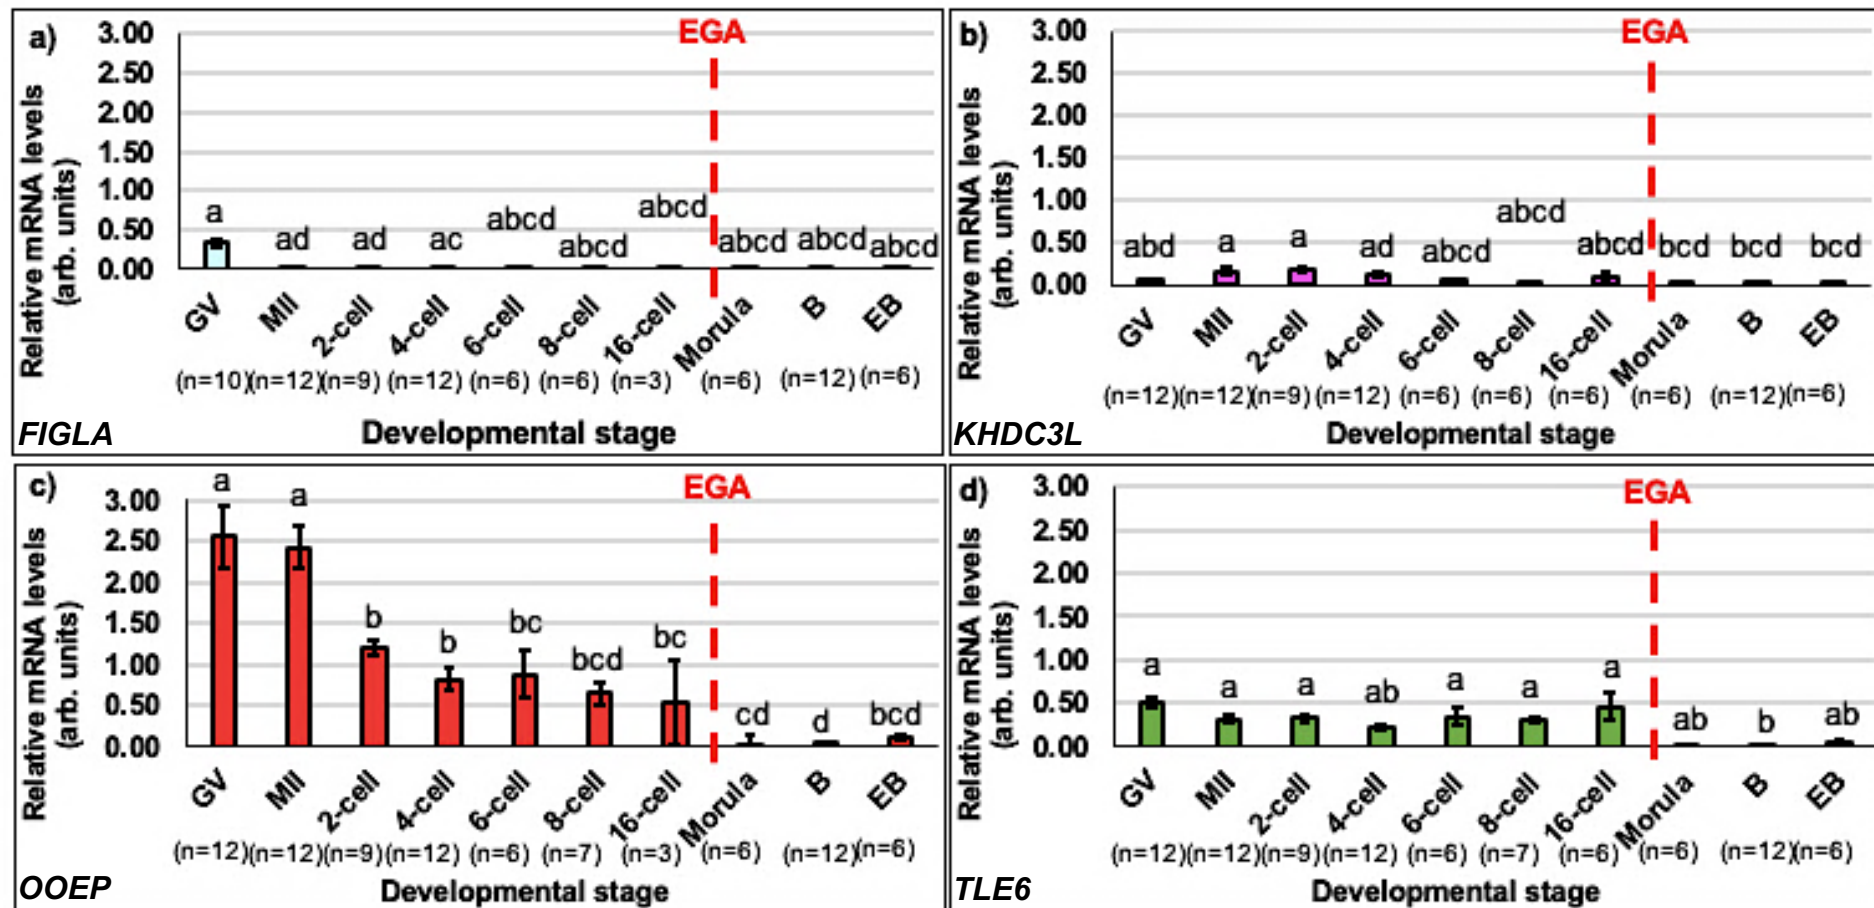 a)
EGA
Relative mRNA levels
(arb. units)
3.00
2.50
2.00
1.50
1.00
0.50
0.00
a ad ad ac abcd abcd abcd abcd abcd abcd
GV MII 2-cell 4-cell 6-cell 8-cell 16-cell Morula B EB
(n=10)(n=12)(n=9) (n=12) (n=6) (n=6) (n=3) (n=6) (n=12) (n=6)
FIGLA Developmental stage
b)
EGA
Relative mRNA levels
(arb. units)
3.00
2.50
2.00
1.50
1.00
0.50
0.00
abd a a ad abcd abcd abcd bcd bcd bcd
GV MII 2-cell 4-cell 6-cell 8-cell 16-cell Morula B EB
(n=12)(n=12)(n=9) (n=12) (n=6) (n=6) (n=6) (n=6) (n=12)(n=6)
KHDC3L Developmental stage
c)
EGA
Relative mRNA levels
(arb. units)
3.00
2.50
2.00
1.50
1.00
0.50
0.00
a a b b bc bcd bc cd d bcd
GV MII 2-cell 4-cell 6-cell 8-cell 16-cell Morula B EB
(n=12)(n=12)(n=9)(n=12) (n=6) (n=7) (n=3) (n=6) (n=12)(n=6)
OOEP Developmental stage
d)
EGA
Relative mRNA levels
(arb. units)
3.00
2.50
2.00
1.50
1.00
0.50
0.00
a a a ab a a a ab b ab
GV MII 2-cell 4-cell 6-cell 8-cell 16-cell Morula B EB
(n=12)(n=12)(n=9)(n=12) (n=6) (n=7) (n=6) (n=6) (n=12)(n=6)
TLE6 Developmental stage